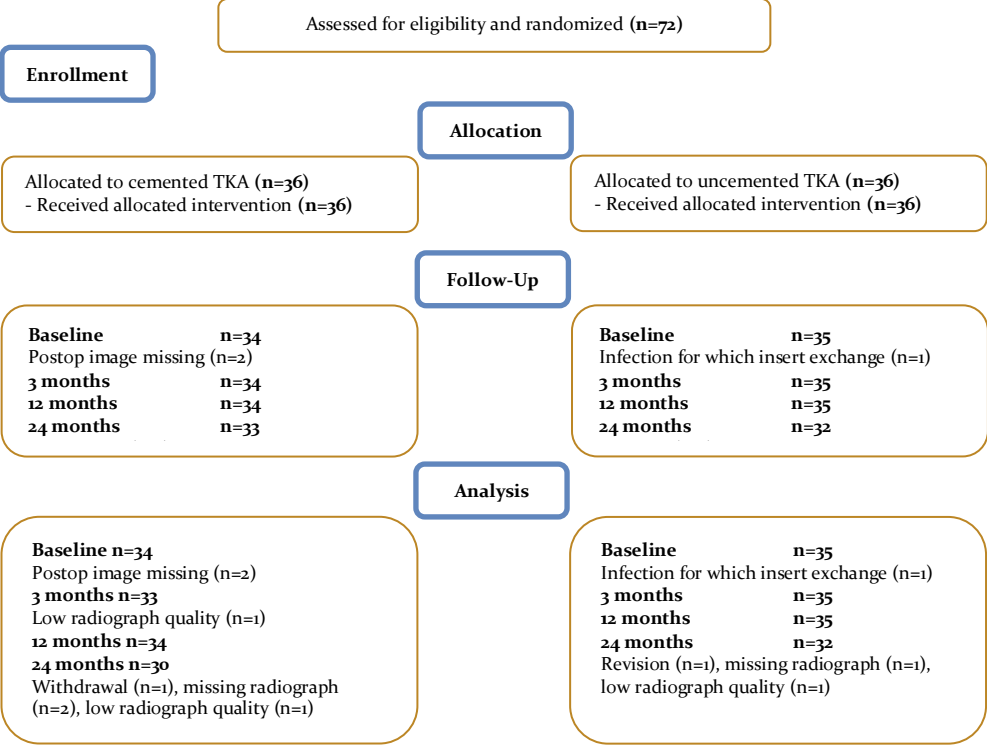 Assessed for eligibility and randomized (n=72)
Enrollment
Allocation
Allocated to cemented TKA (n=36)
- Received allocated intervention (n=36)
Allocated to uncemented TKA (n=36)
- Received allocated intervention (n=36)
Follow-Up
Baseline n=34
Postop image missing (n=2)
3 months n=34
12 months n=34
24 months n=33
Baseline n=35
Infection for which insert exchange (n=1)
3 months n=35
12 months n=35
24 months n=32
Analysis
Baseline n=34
Postop image missing (n=2)
3 months n=33
Low radiograph quality (n=1)
12 months n=34
24 months n=30
Withdrawal (n=1), missing radiograph
(n=2), low radiograph quality (n=1)
Baseline n=35
Infection for which insert exchange (n=1)
3 months n=35
12 months n=35
24 months n=32
Revision (n=1), missing radiograph (n=1),
low radiograph quality (n=1)